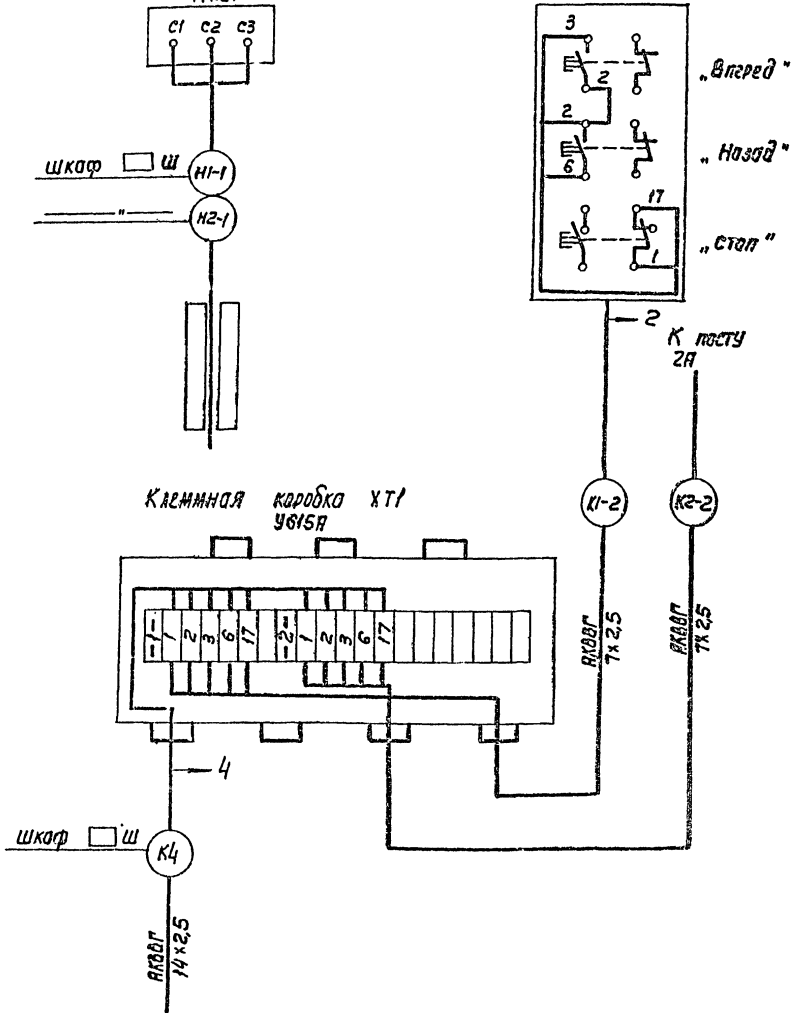 С1 С2 С3
шкаф Ш
Н1-1
— " —
Н2-1
3
2
„Вперед"
2
6
„Назад"
17
1
„Стоп"
2
К посту
2А
Клеммная коробка ХТ1
У615А
К1-2
К2-2
-1- 1 2 3 6 17 -2- 1 2 3 6 17
АКВВГ
7х2,5
АКВВГ
7х2,5
4
шкаф Ш
К4
АКВВГ
14х2,5